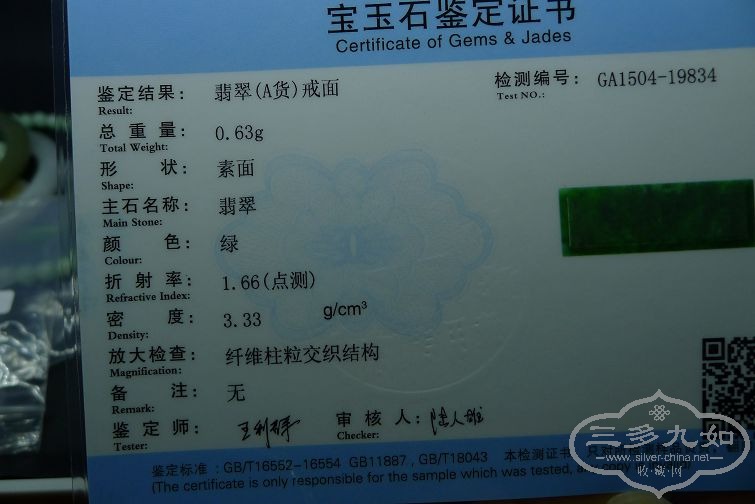 宝玉石鉴定证书
Certificate of Gems & Jades
鉴定结果: 翡翠(A货)戒面 检测编号: GA1504-19834
Result: Test NO.:
总重量: 0.63g
Total Weight:
形状: 素面
Shape:
主石名称: 翡翠
Main Stone:
颜色: 绿
Colour:
折射率: 1.66(点测)
Refractive Index:
密度: 3.33 g/cm³
Density:
放大检查: 纤维柱粒交织结构
Magnification:
备注: 无
Remark:
鉴定师: 审核人:
Tester: Checker:
鉴定标准: GB/T16552-16554 GB11887, GB/T18043 本检测证书只对
(The certificate is only responsible for the sample which was tested, any copy
三多九如
www.silver-china.net
收藏网